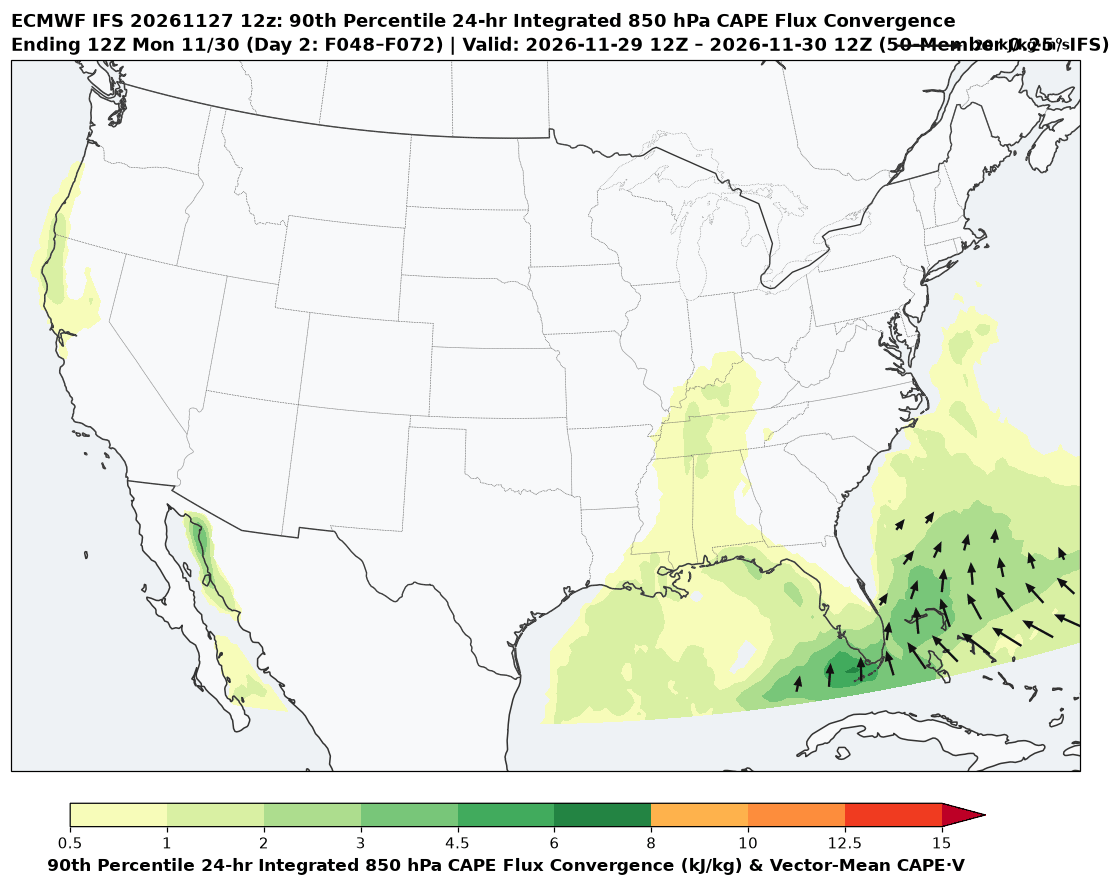 ECMWF IFS 20261127 12z: 90th Percentile 24-hr Integrated 850 hPa CAPE Flux Convergence
Ending 12Z Mon 11/30 (Day 2: F048–F072) | Valid: 2026-11-29 12Z – 2026-11-30 12Z (50-Member 0.25° IFS)
0.5 1 2 3 4.5 6 8 10 12.5 15
90th Percentile 24-hr Integrated 850 hPa CAPE Flux Convergence (kJ/kg) & Vector-Mean CAPE·V